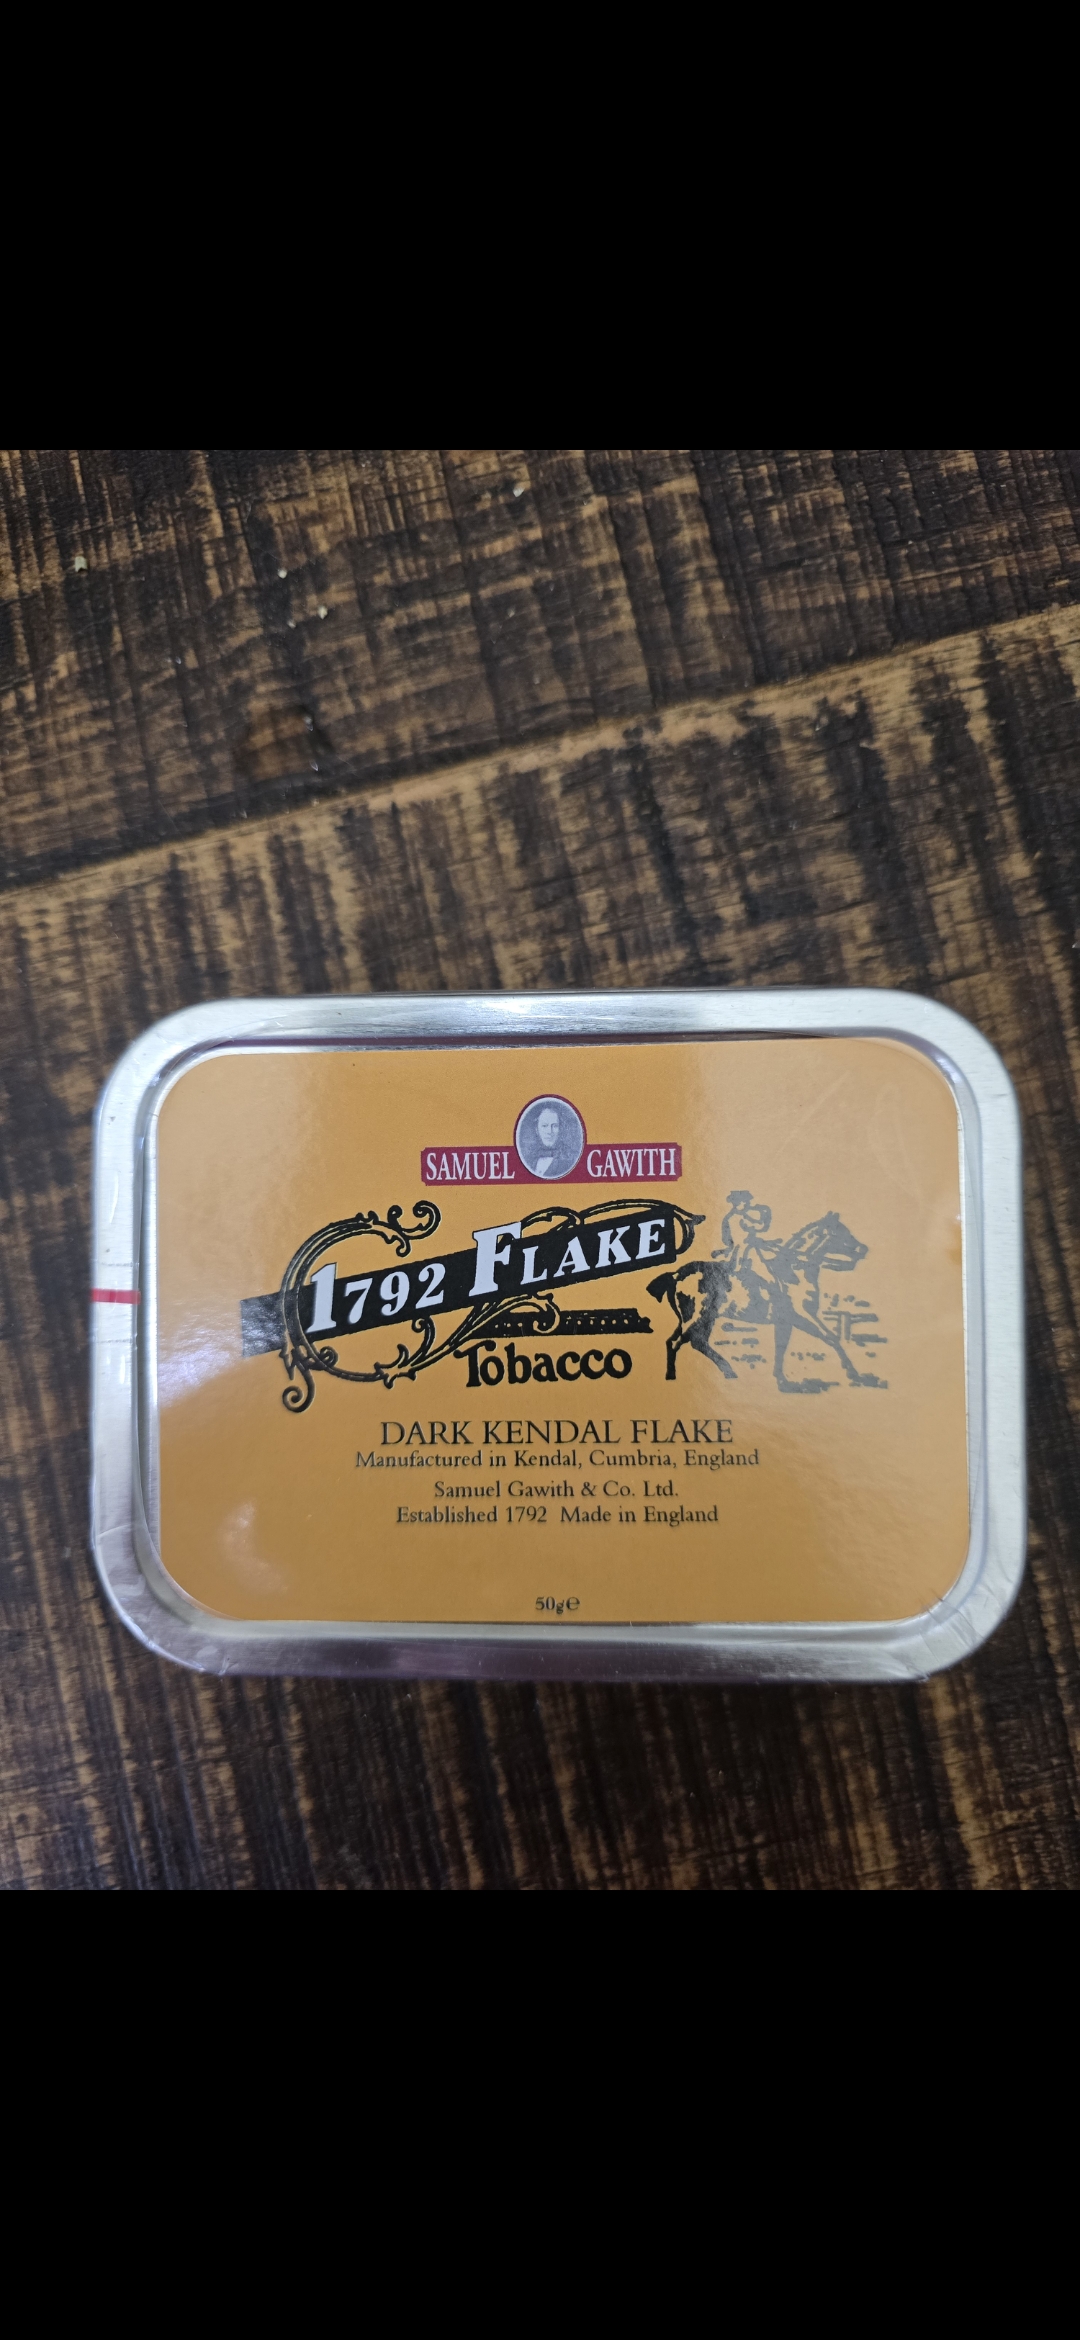 SAMUEL GAWITH
1792 FLAKE
Tobacco
DARK KENDAL FLAKE
Manufactured in Kendal, Cumbria, England
Samuel Gawith & Co. Ltd.
Established 1792 Made in England
50g℮